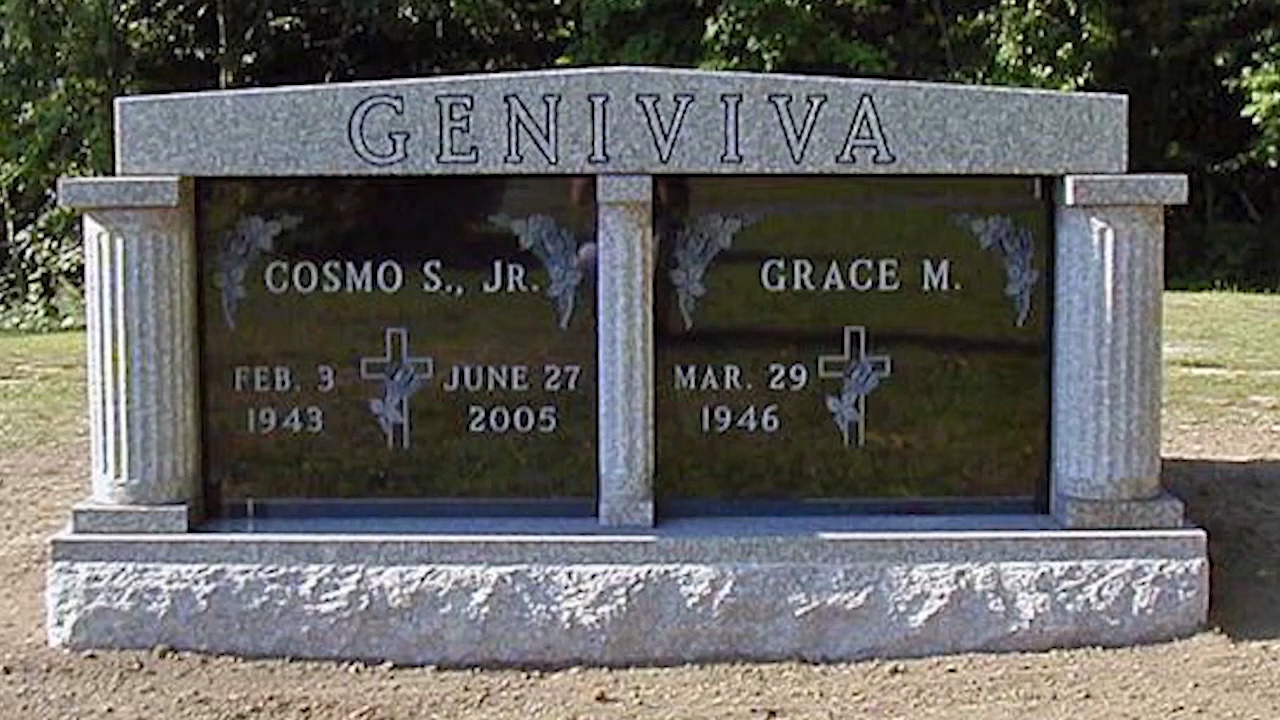 GENIVIVA
COSMO S., JR.
FEB. 3
1943
JUNE 27
2005
GRACE M.
MAR. 29
1946